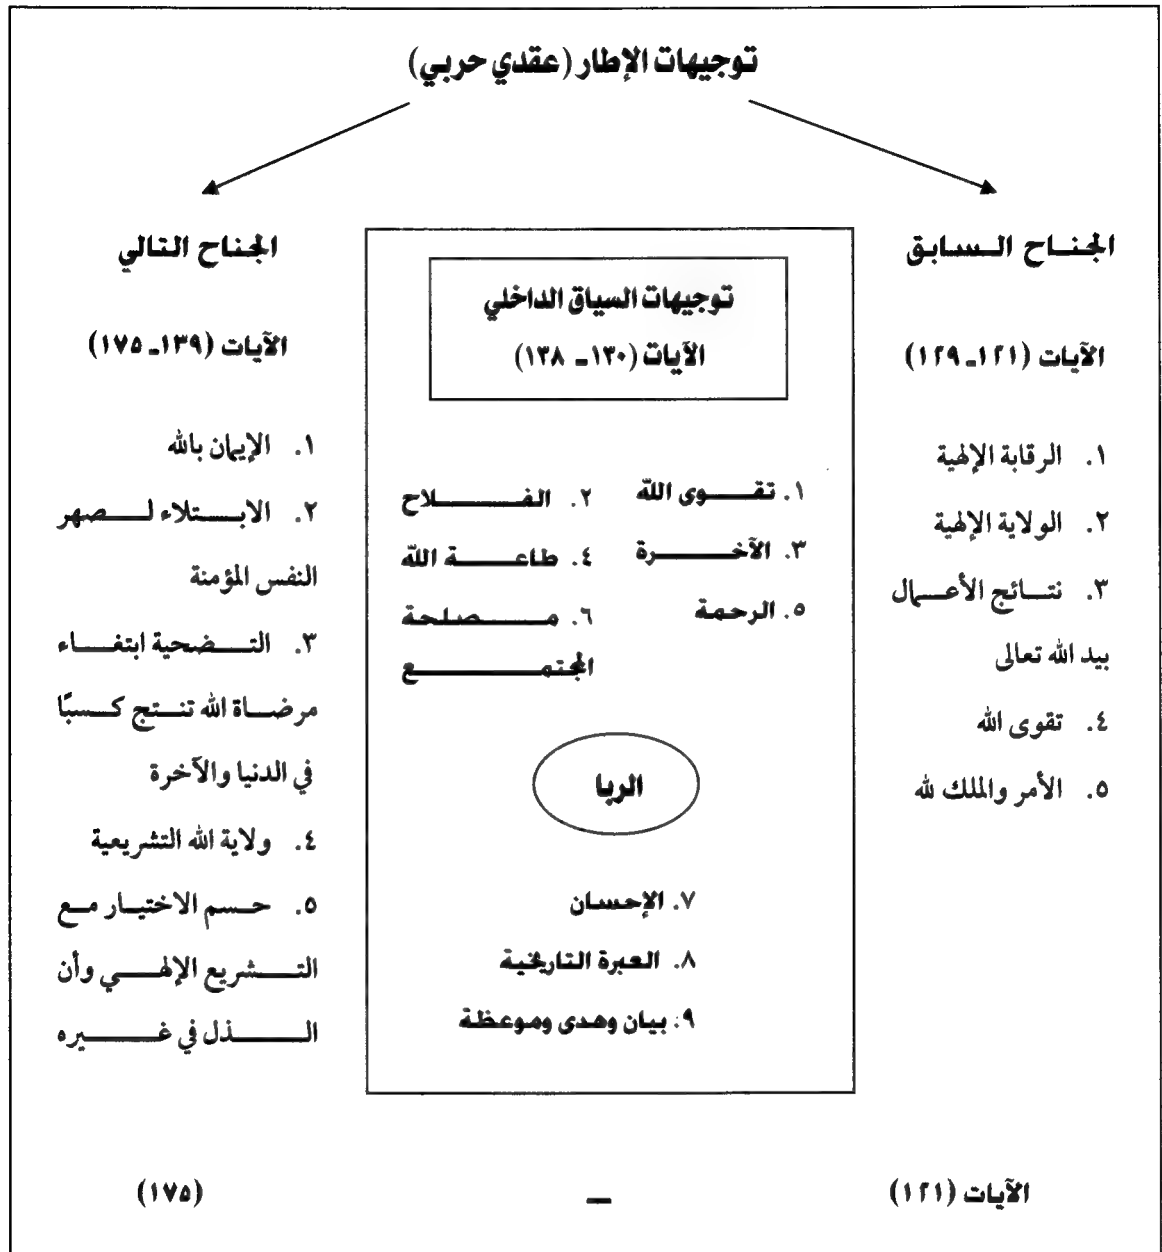 توجيهات الإطار (عقدي حربي)
الجناح السابق
الآيات (١٢١ـ ١٢٩)
١. الرقابة الإلهية
٢. الولاية الإلهية
٣. نتائج الأعمال
بيد الله تعالى
٤. تقوى الله
٥. الأمر والملك لله
توجيهات السياق الداخلي
الآيات (١٣٠ ـ ١٣٨)
١. تقوى الله ٢. الفلاح
٣. الآخرة ٤. طاعة الله
٥. الرحمة ٦. مصلحة
المجتمع
الربا
٧. الإحسان
٨. العبرة التاريخية
٩. بيان وهدى وموعظة
الجناح التالي
الآيات (١٣٩ـ ١٧٥)
١. الإيمان بالله
٢. الابتلاء لصهر
النفس المؤمنة
٣. التضحية ابتغاء
مرضاة الله تنتج كسبًا
في الدنيا والآخرة
٤. ولاية الله التشريعية
٥. حسم الاختيار مع
التشريع الإلهي وأن
الذل في غيره
الآيات (١٢١) ـ (١٧٥)